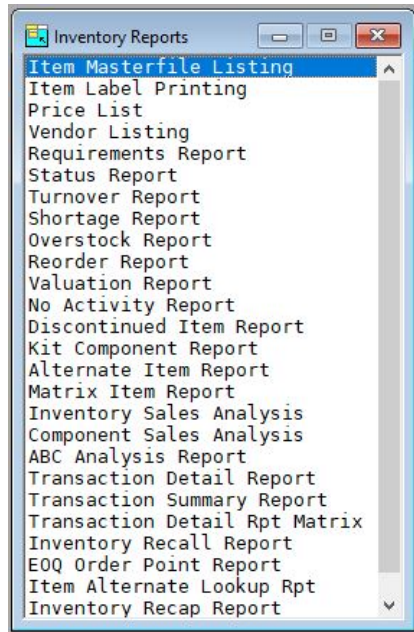 Inventory Reports
Item Masterfile Listing
Item Label Printing
Price List
Vendor Listing
Requirements Report
Status Report
Turnover Report
Shortage Report
Overstock Report
Reorder Report
Valuation Report
No Activity Report
Discontinued Item Report
Kit Component Report
Alternate Item Report
Matrix Item Report
Inventory Sales Analysis
Component Sales Analysis
ABC Analysis Report
Transaction Detail Report
Transaction Summary Report
Transaction Detail Rpt Matrix
Inventory Recall Report
EOQ Order Point Report
Item Alternate Lookup Rpt
Inventory Recap Report